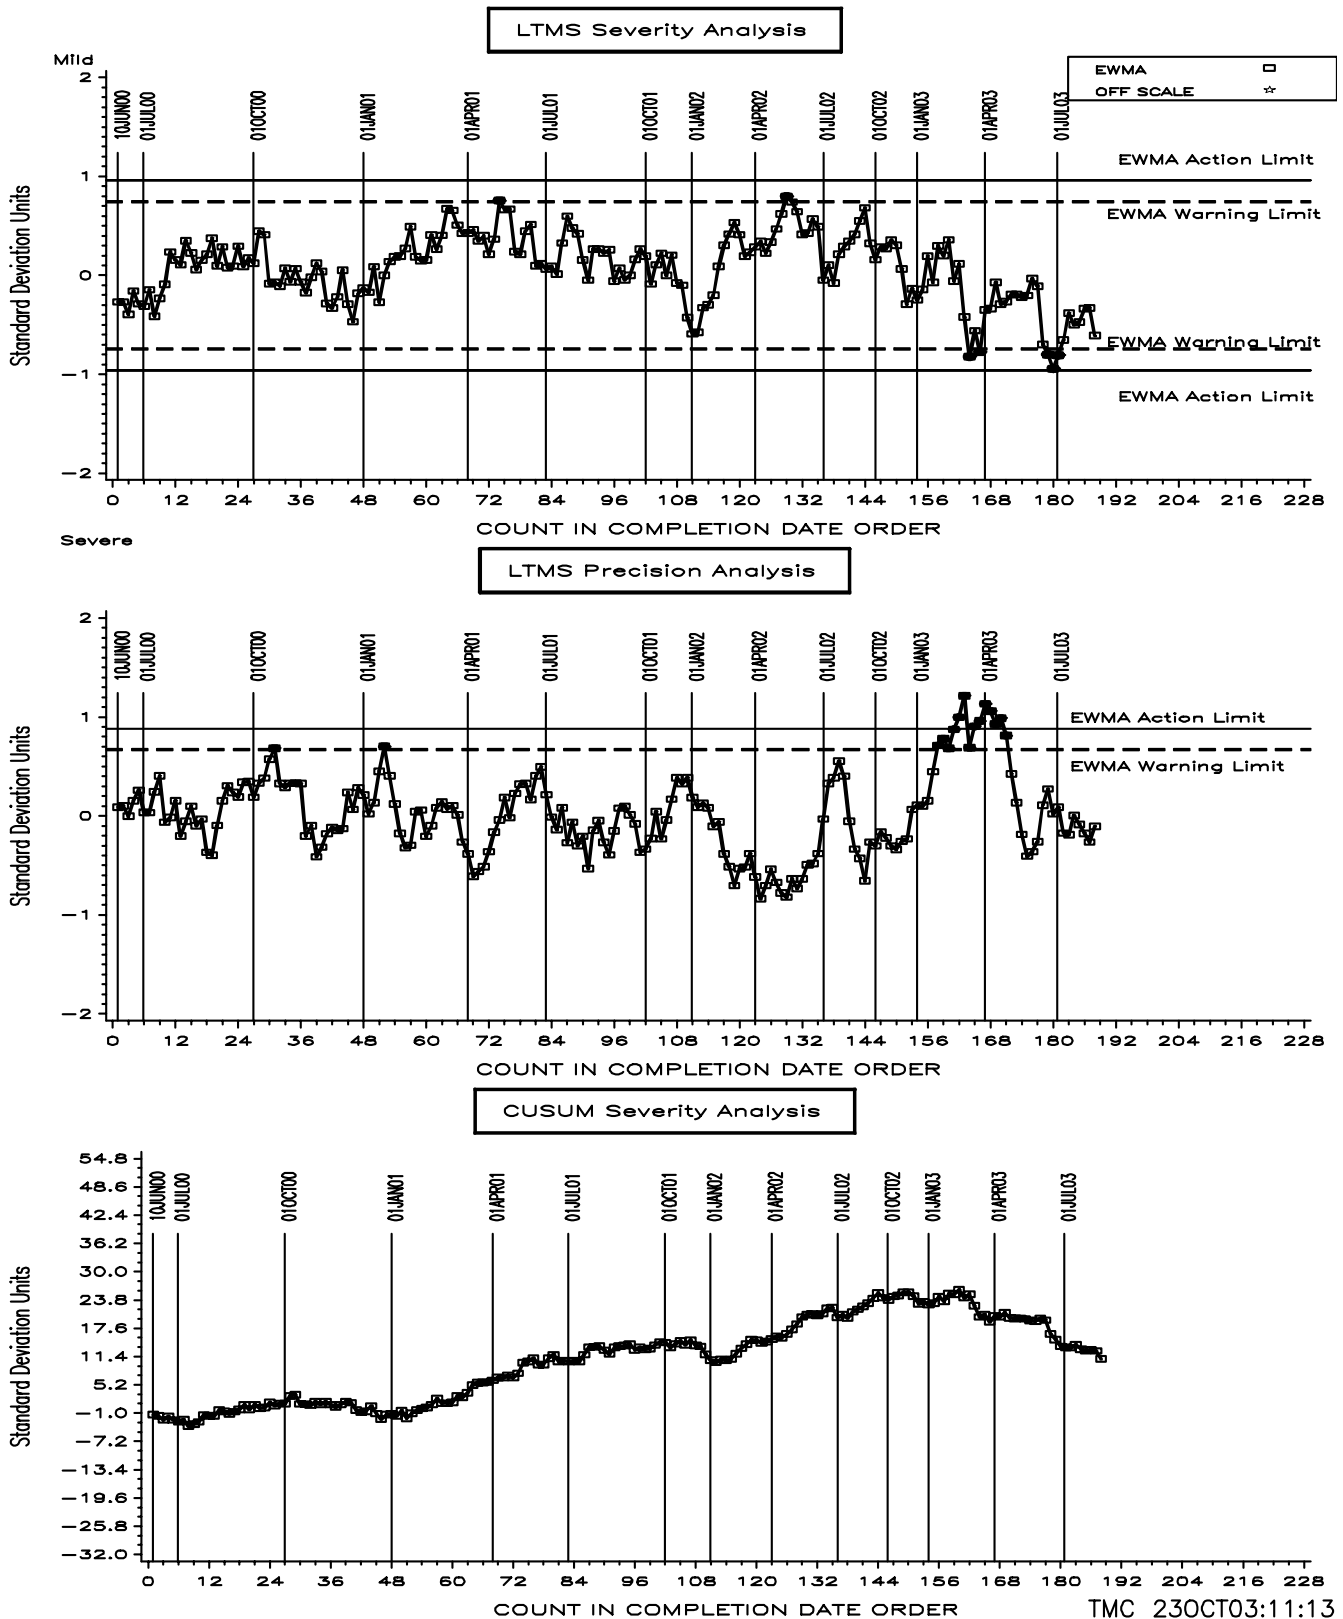 LTMS Severity Analysis
Mild
EWMA
OFF SCALE
10JUN00 01JUL00 01OCT00 01JAN01 01APR01 01JUL01 01OCT01 01JAN02 01APR02 01JUL02 01OCT02 01JAN03 01APR03 01JUL03
Standard Deviation Units
2
1
0
−1
−2
EWMA Action Limit
EWMA Warning Limit
EWMA Warning Limit
EWMA Action Limit
0 12 24 36 48 60 72 84 96 108 120 132 144 156 168 180 192 204 216 228
COUNT IN COMPLETION DATE ORDER
Severe
LTMS Precision Analysis
10JUN00 01JUL00 01OCT00 01JAN01 01APR01 01JUL01 01OCT01 01JAN02 01APR02 01JUL02 01OCT02 01JAN03 01APR03 01JUL03
Standard Deviation Units
2
1
0
−1
−2
EWMA Action Limit
EWMA Warning Limit
0 12 24 36 48 60 72 84 96 108 120 132 144 156 168 180 192 204 216 228
COUNT IN COMPLETION DATE ORDER
CUSUM Severity Analysis
10JUN00 01JUL00 01OCT00 01JAN01 01APR01 01JUL01 01OCT01 01JAN02 01APR02 01JUL02 01OCT02 01JAN03 01APR03 01JUL03
Standard Deviation Units
54.8
48.6
42.4
36.2
30.0
23.8
17.6
11.4
5.2
−1.0
−7.2
−13.4
−19.6
−25.8
−32.0
0 12 24 36 48 60 72 84 96 108 120 132 144 156 168 180 192 204 216 228
COUNT IN COMPLETION DATE ORDER
TMC 23OCT03:11:13